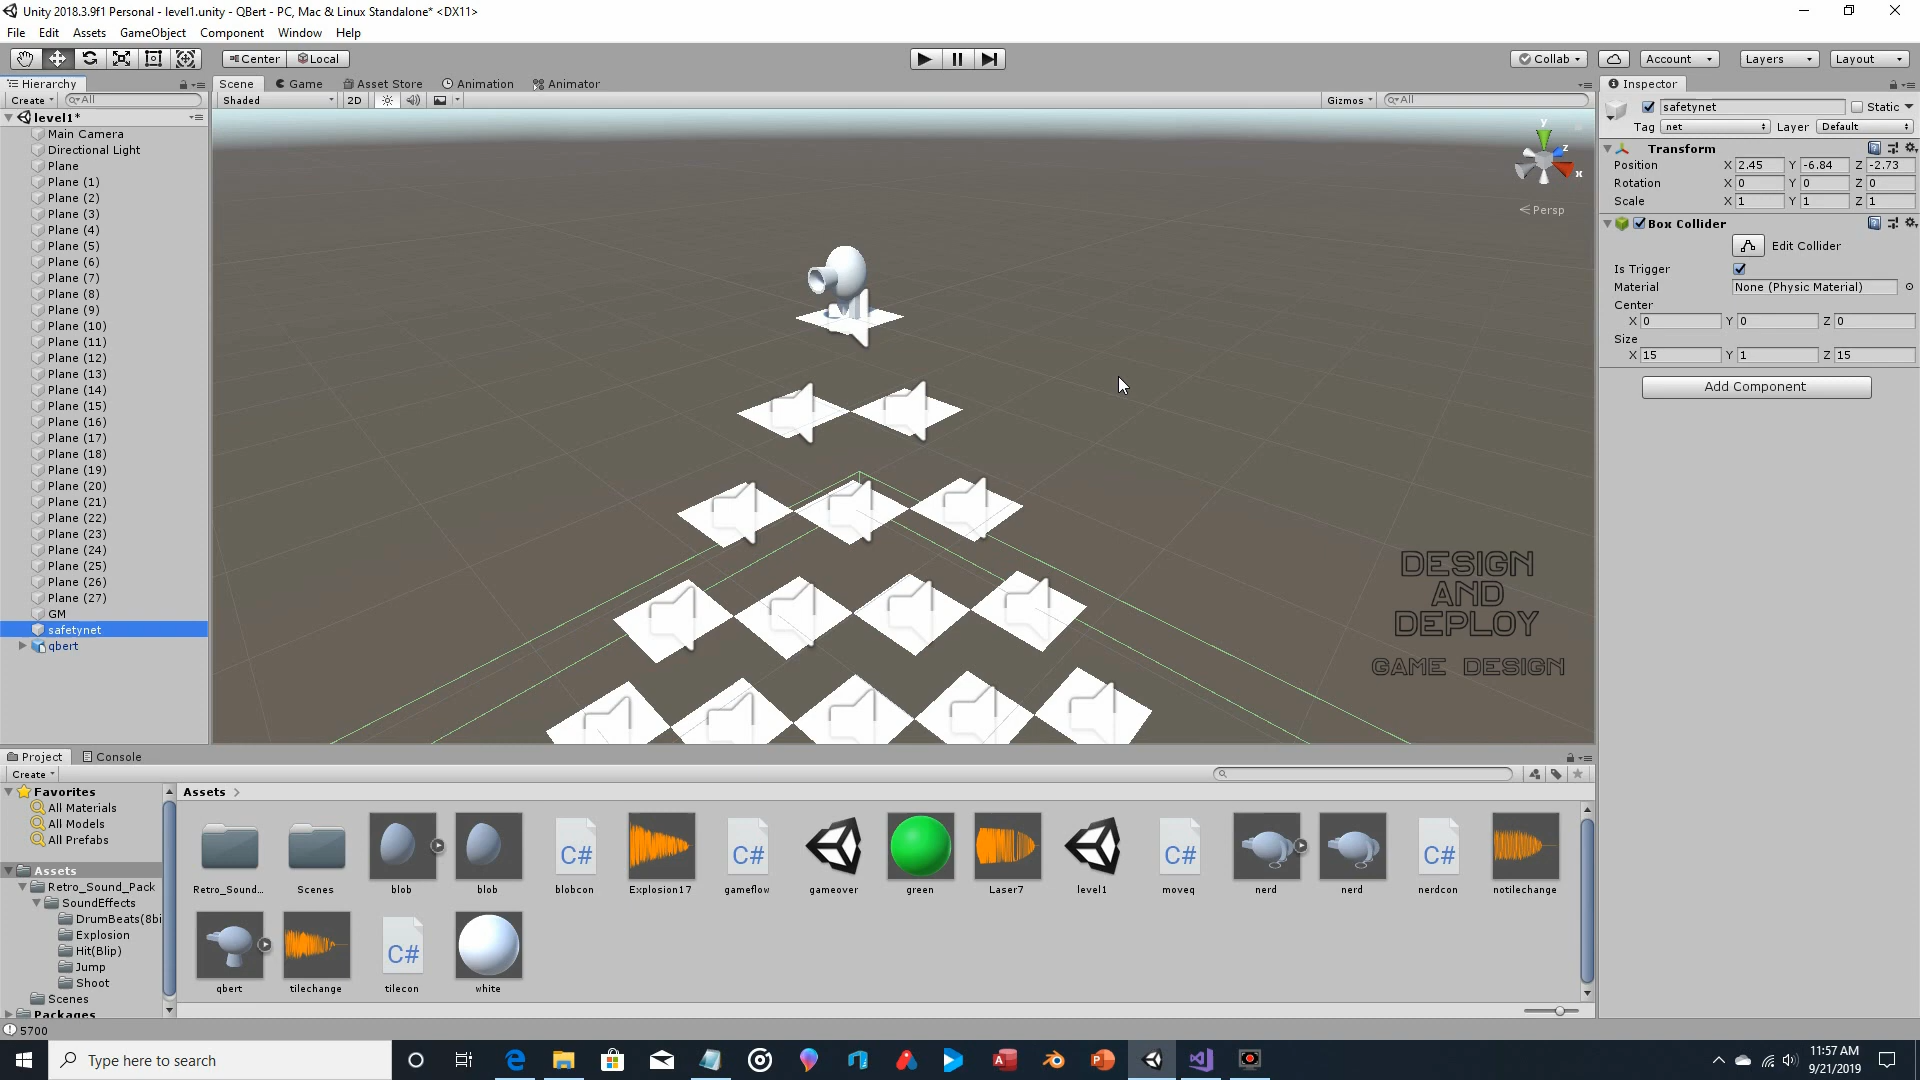 Unity 2018.3.9f1 Personal - level1.unity - QBert - PC, Mac & Linux Standalone* <DX11>
File Edit Assets GameObject Component Window Help
Center Local Collab Account Layers Layout
Hierarchy Scene Game Asset Store Animation Animator Inspector
Create All Shaded 2D Gizmos All
level1*
Main Camera
Directional Light
Plane
Plane (1)
Plane (2)
Plane (3)
Plane (4)
Plane (5)
Plane (6)
Plane (7)
Plane (8)
Plane (9)
Plane (10)
Plane (11)
Plane (12)
Plane (13)
Plane (14)
Plane (15)
Plane (16)
Plane (17)
Plane (18)
Plane (19)
Plane (20)
Plane (21)
Plane (22)
Plane (23)
Plane (24)
Plane (25)
Plane (26)
Plane (27)
GM
safetynet
qbert
y
z
x
Persp
DESIGN
AND
DEPLOY
GAME DESIGN
safetynet Static
Tag net Layer Default
Transform
Position X 2.45 Y -6.84 Z -2.73
Rotation X 0 Y 0 Z 0
Scale X 1 Y 1 Z 1
Box Collider
Edit Collider
Is Trigger
Material None (Physic Material)
Center
X 0 Y 0 Z 0
Size
X 15 Y 1 Z 15
Add Component
Project Console
Create
Favorites
All Materials
All Models
All Prefabs
Assets
Retro_Sound_Pack
SoundEffects
DrumBeats(8bi
Explosion
Hit(Blip)
Jump
Shoot
Scenes
Packages
Assets
C# C# C# C#
Retro_Sound... Scenes blob blob blobcon Explosion17 gameflow gameover green Laser7 level1 moveq nerd nerd nerdcon notilechange
C#
qbert tilechange tilecon white
5700
Type here to search
11:57 AM
9/21/2019